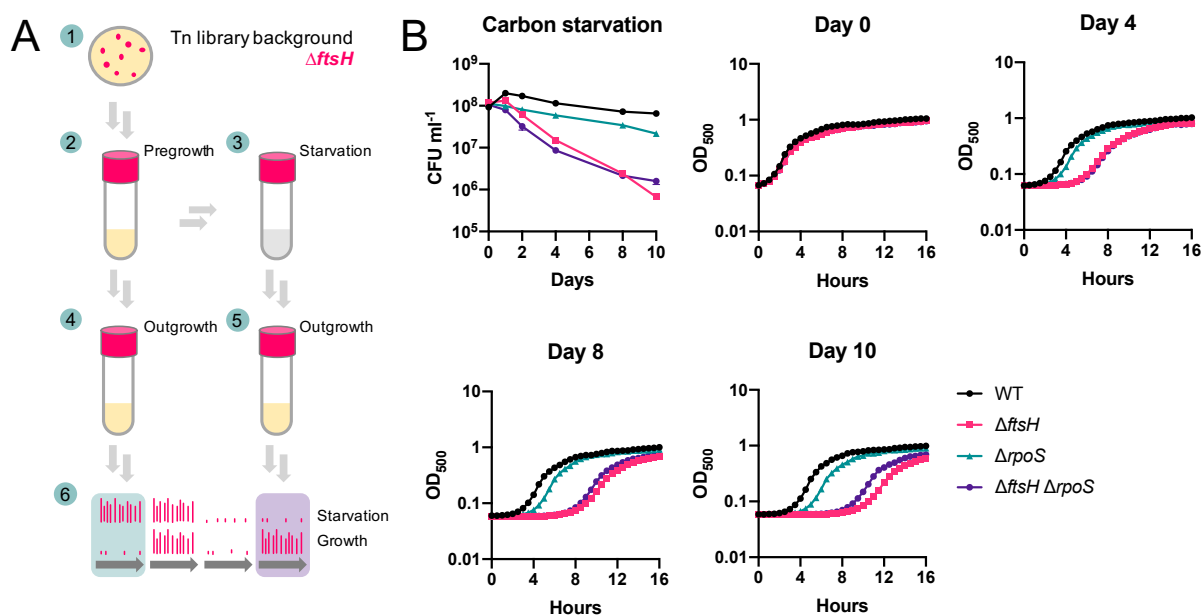 A
1
Tn library background
ΔftsH
2
Pregrowth
3
Starvation
4
Outgrowth
5
Outgrowth
6
Starvation
Growth
B
Carbon starvation
CFU ml⁻¹
10⁹
10⁸
10⁷
10⁶
10⁵
0 2 4 6 8 10
Days
Day 0
OD₅₀₀
10
1
0.1
0.01
0 4 8 12 16
Hours
Day 4
OD₅₀₀
10
1
0.1
0.01
0 4 8 12 16
Hours
Day 8
OD₅₀₀
10
1
0.1
0.01
0 4 8 12 16
Hours
Day 10
OD₅₀₀
10
1
0.1
0.01
0 4 8 12 16
Hours
WT
ΔftsH
ΔrpoS
ΔftsH ΔrpoS